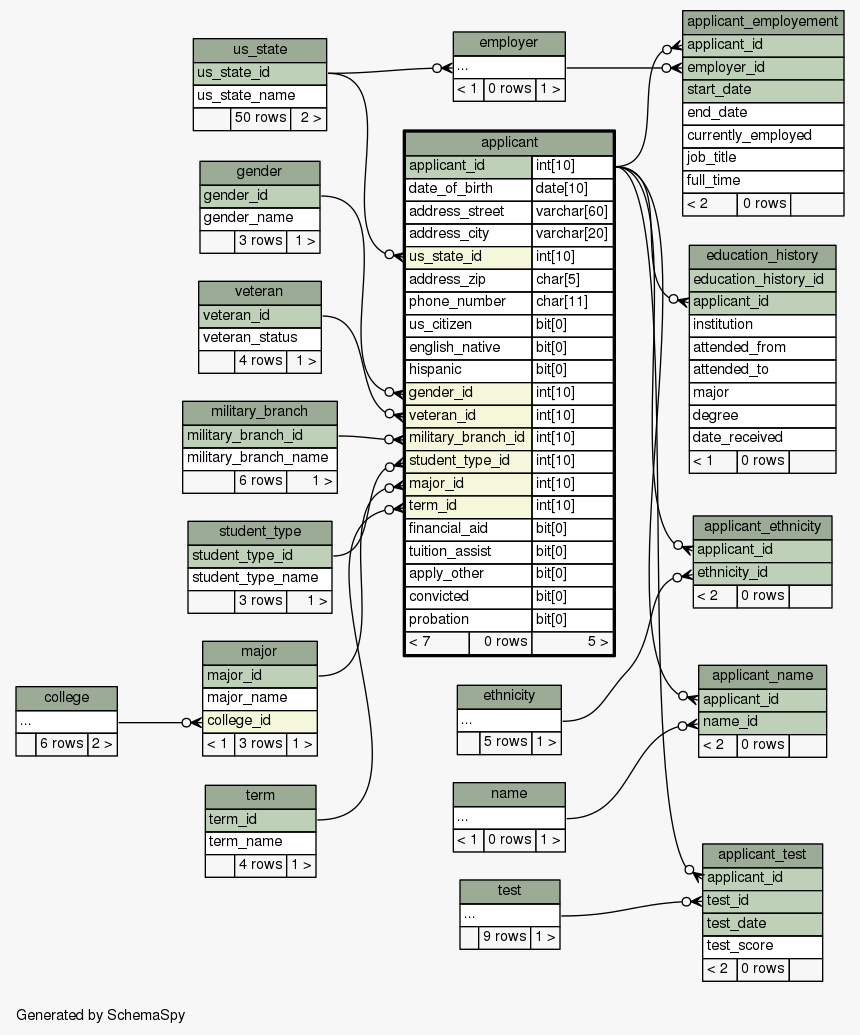 us_state
us_state_id
us_state_name
50 rows 2 >
gender
gender_id
gender_name
3 rows 1 >
veteran
veteran_id
veteran_status
4 rows 1 >
military_branch
military_branch_id
military_branch_name
6 rows 1 >
student_type
student_type_id
student_type_name
3 rows 1 >
major
major_id
major_name
college_id
< 1 3 rows 1 >
college
...
6 rows 2 >
term
term_id
term_name
4 rows 1 >
employer
...
< 1 0 rows 1 >
applicant
applicant_id int[10]
date_of_birth date[10]
address_street varchar[60]
address_city varchar[20]
us_state_id int[10]
address_zip char[5]
phone_number char[11]
us_citizen bit[0]
english_native bit[0]
hispanic bit[0]
gender_id int[10]
veteran_id int[10]
military_branch_id int[10]
student_type_id int[10]
major_id int[10]
term_id int[10]
financial_aid bit[0]
tuition_assist bit[0]
apply_other bit[0]
convicted bit[0]
probation bit[0]
< 7 0 rows 5 >
ethnicity
...
5 rows 1 >
name
...
< 1 0 rows 1 >
test
...
9 rows 1 >
applicant_employement
applicant_id
employer_id
start_date
end_date
currently_employed
job_title
full_time
< 2 0 rows
education_history
education_history_id
applicant_id
institution
attended_from
attended_to
major
degree
date_received
< 1 0 rows
applicant_ethnicity
applicant_id
ethnicity_id
< 2 0 rows
applicant_name
applicant_id
name_id
< 2 0 rows
applicant_test
applicant_id
test_id
test_date
test_score
< 2 0 rows
Generated by SchemaSpy